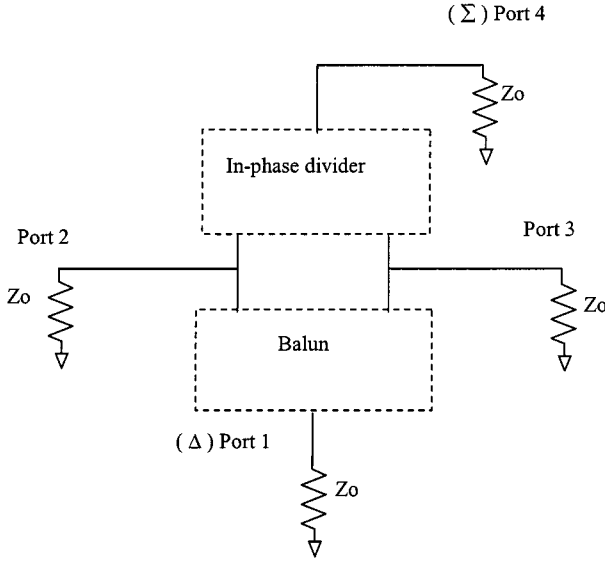 ( Σ ) Port 4
Zo
In-phase divider
Port 2
Port 3
Zo
Zo
Balun
( Δ ) Port 1
Zo